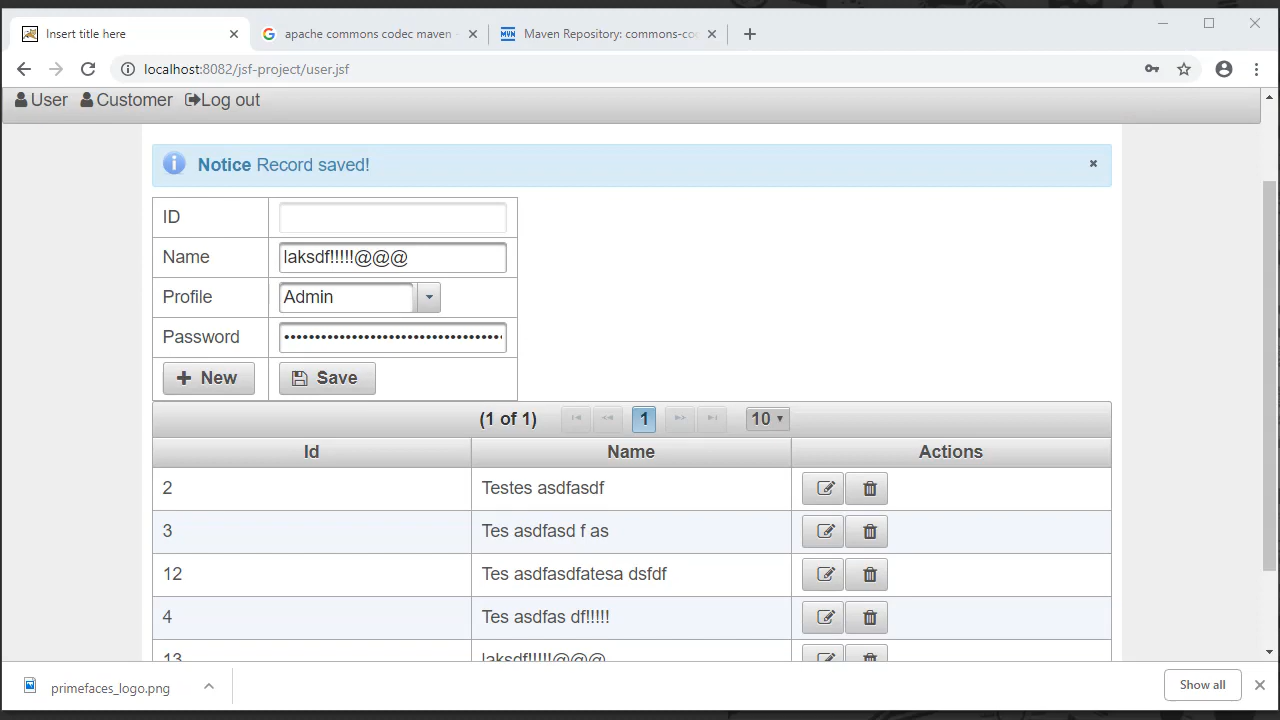 Insert title here
apache commons codec maven
Maven Repository: commons-co
localhost:8082/jsf-project/user.jsf
User Customer Log out
Notice Record saved!
ID
Name laksdf!!!!!@@@
Profile Admin
Password ••••••••••••••••••••••••••••••••••••
New Save
(1 of 1) 1 10
Id Name Actions
2 Testes asdfasdf
3 Tes asdfasd f as
12 Tes asdfasdfatesa dsfdf
4 Tes asdfas df!!!!!
13 laksdf!!!!!@@@
primefaces_logo.png
Show all